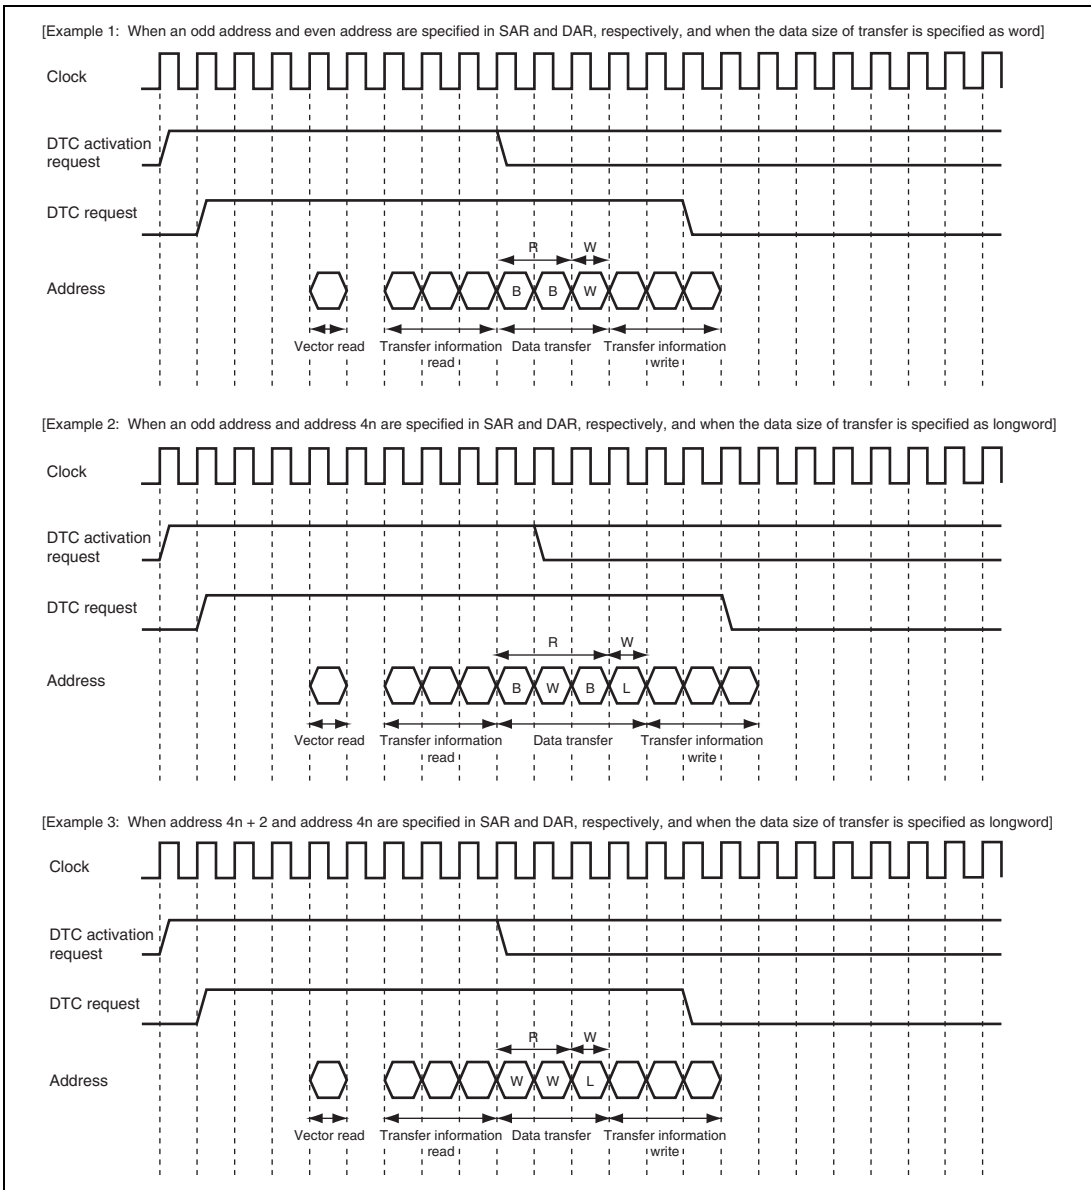 [Example 1: When an odd address and even address are specified in SAR and DAR, respectively, and when the data size of transfer is specified as word]
Clock
DTC activation
request
DTC request
R W
Address
B B W
Vector read Transfer information Data transfer Transfer information
read write
[Example 2: When an odd address and address 4n are specified in SAR and DAR, respectively, and when the data size of transfer is specified as longword]
Clock
DTC activation
request
DTC request
R W
Address
B W B L
Vector read Transfer information Data transfer Transfer information
read write
[Example 3: When address 4n + 2 and address 4n are specified in SAR and DAR, respectively, and when the data size of transfer is specified as longword]
Clock
DTC activation
request
DTC request
R W
Address
W W L
Vector read Transfer information Data transfer Transfer information
read write